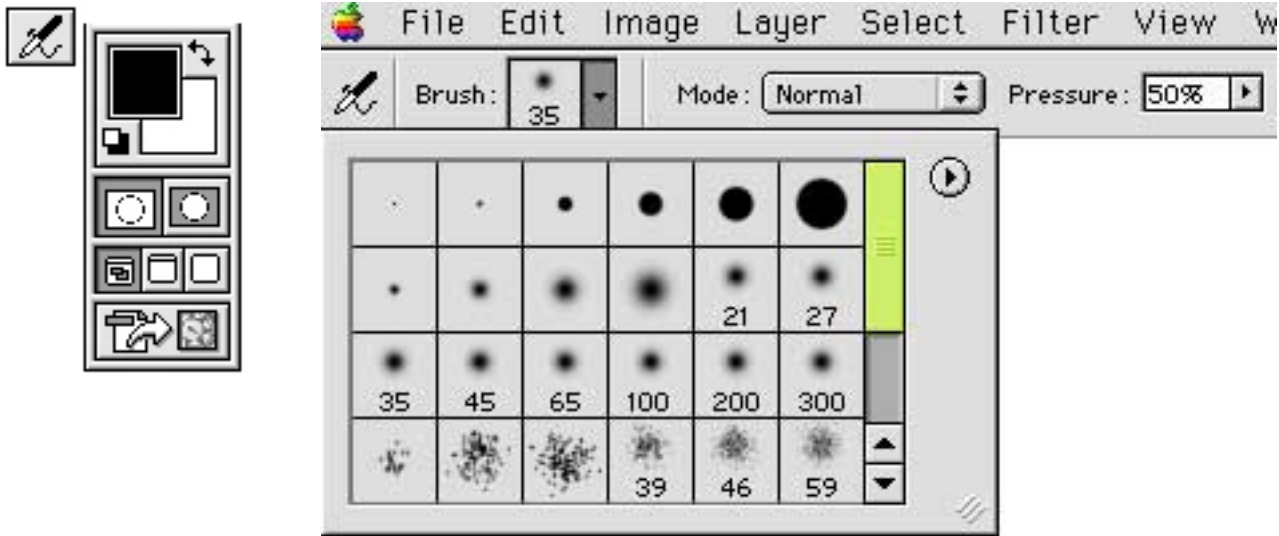 File Edit Image Layer Select Filter View
Brush: 35 Mode: Normal Pressure: 50%
21 27
35 45 65 100 200 300
39 46 59